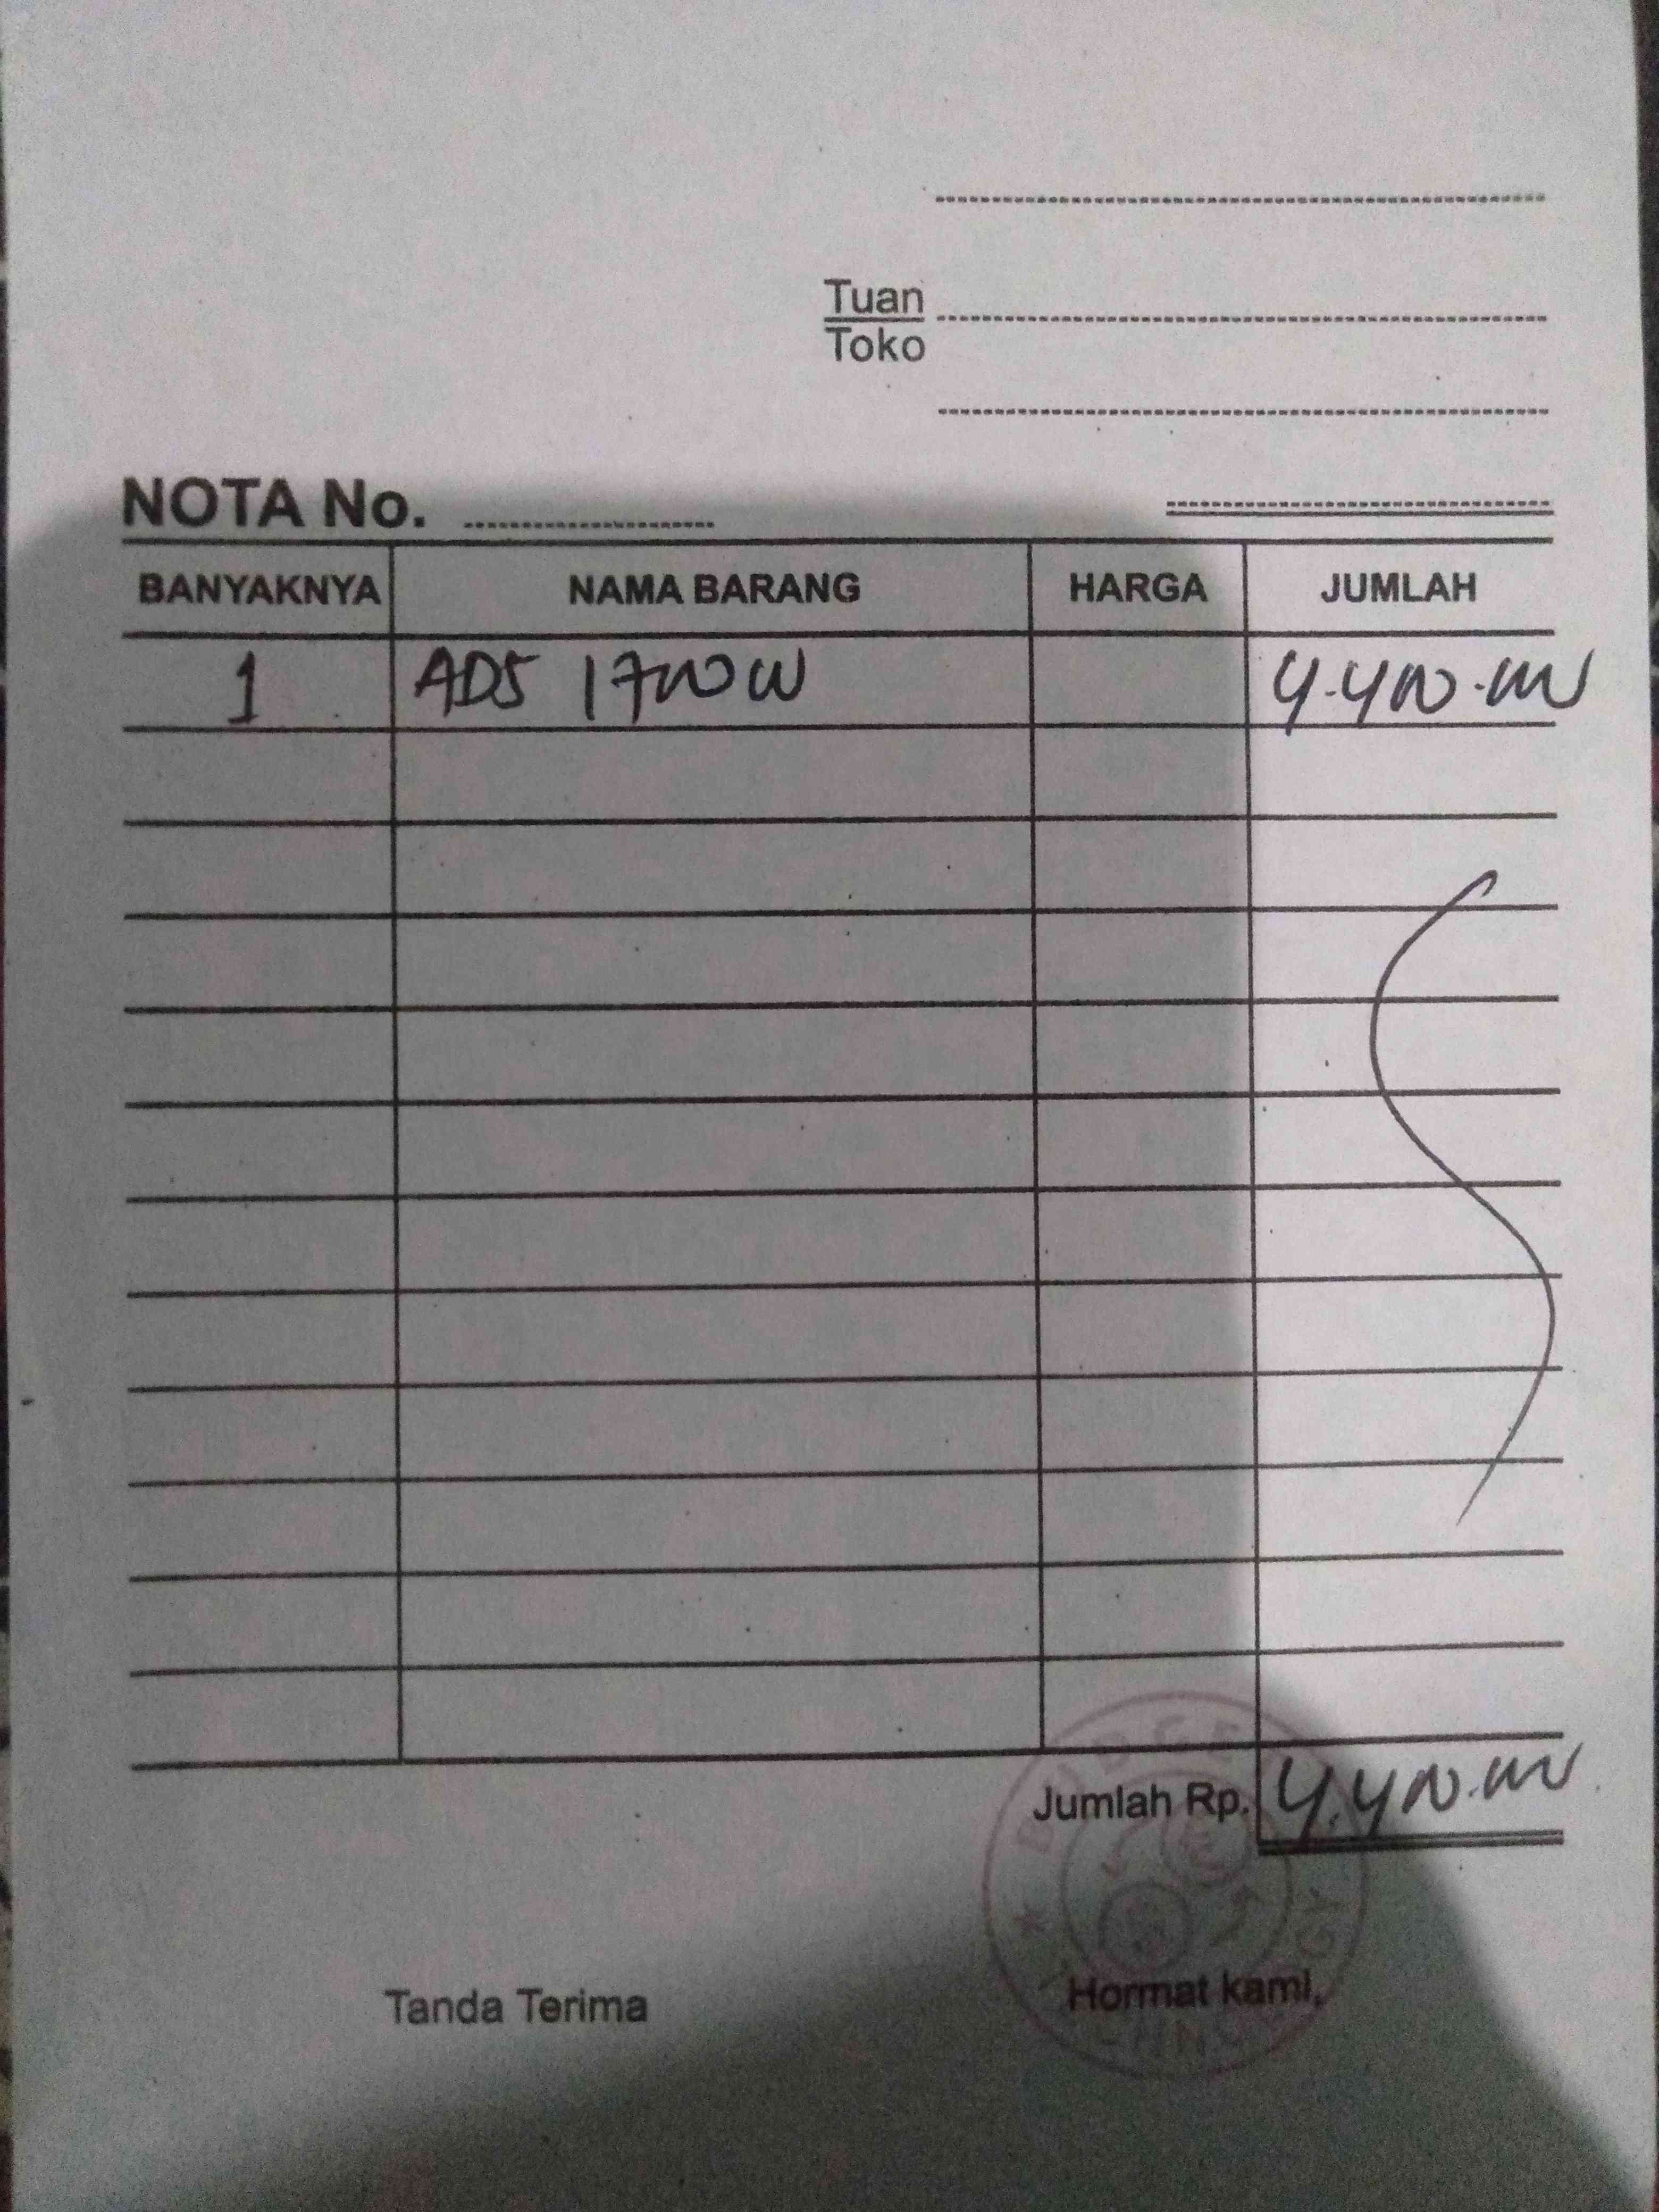 Tuan
Toko
NOTA No.
BANYAKNYA NAMA BARANG HARGA JUMLAH
1 ADS 1700 W 4.400.000
Jumlah Rp. 4.400.000
Tanda Terima Hormat kami,